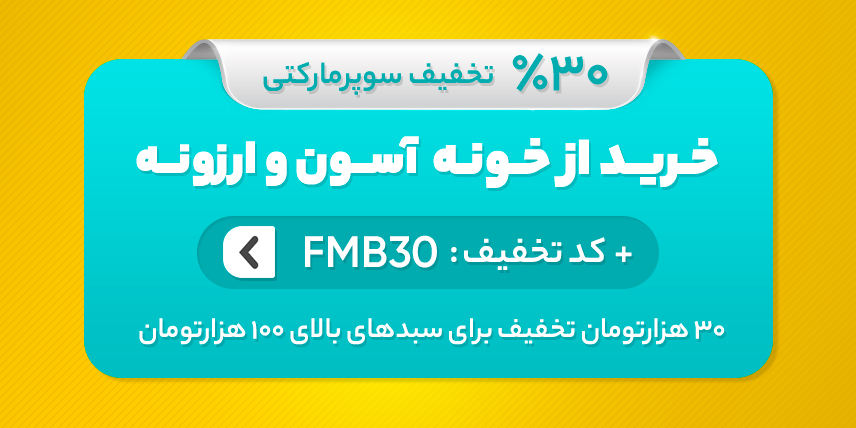 %۳۰ تخفیف سوپرمارکتی
خرید از خونه آسون و ارزونه
+ کد تخفیف: FMB30
۳۰ هزارتومان تخفیف برای سبدهای بالای ۱۰۰ هزارتومان